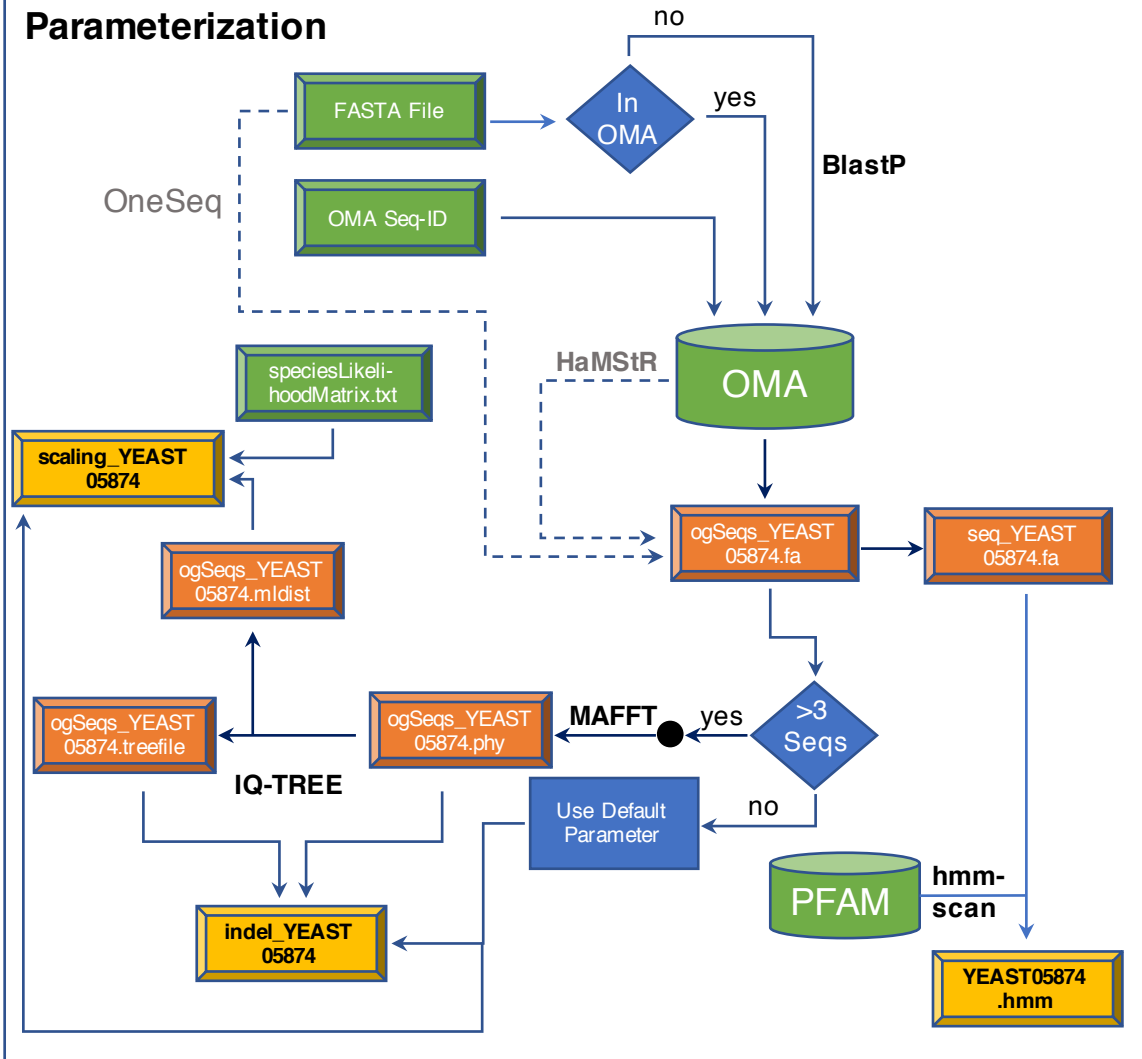 Parameterization
no
FASTA File
In
OMA
yes
BlastP
OneSeq
OMA Seq-ID
HaMStR
OMA
speciesLikeli-
hoodMatrix.txt
scaling_YEAST
05874
ogSeqs_YEAST
05874.fa
seq_YEAST
05874.fa
ogSeqs_YEAST
05874.mldist
ogSeqs_YEAST
05874.treefile
IQ-TREE
ogSeqs_YEAST
05874.phy
MAFFT
yes
>3
Seqs
no
Use Default
Parameter
PFAM
hmm-
scan
indel_YEAST
05874
YEAST05874
.hmm